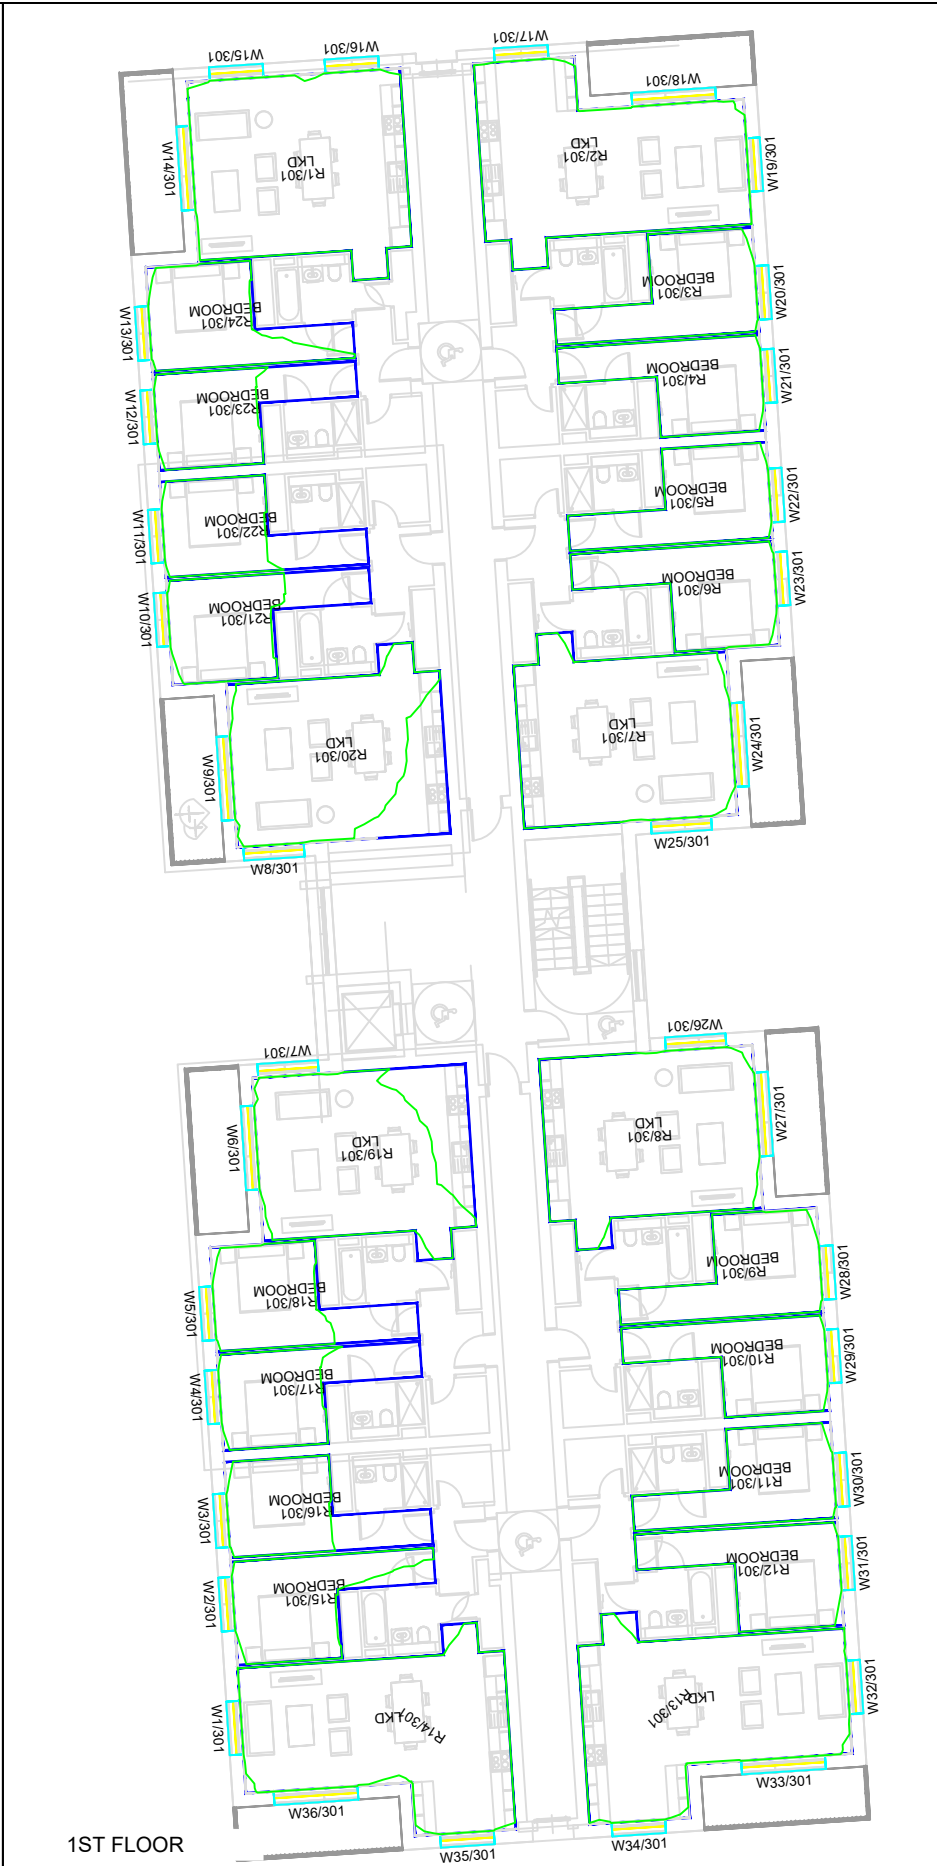 W15/301
W16/301
W17/301
W18/301
W14/301
R1/301
LKD
R2/301
LKD
W19/301
W13/301
R24/301
BEDROOM
R3/301
BEDROOM
W20/301
W12/301
R23/301
BEDROOM
R4/301
BEDROOM
W21/301
W11/301
R22/301
BEDROOM
R5/301
BEDROOM
W22/301
W10/301
R21/301
BEDROOM
R6/301
BEDROOM
W23/301
W9/301
R20/301
LKD
R7/301
LKD
W24/301
W8/301
W25/301
W7/301
W26/301
W6/301
R19/301
LKD
R8/301
LKD
W27/301
W5/301
R18/301
BEDROOM
R9/301
BEDROOM
W28/301
W4/301
R17/301
BEDROOM
R10/301
BEDROOM
W29/301
W3/301
R16/301
BEDROOM
R11/301
BEDROOM
W30/301
W2/301
R15/301
BEDROOM
R12/301
BEDROOM
W31/301
W1/301
R14/301
LKD
R13/301
LKD
W32/301
W36/301
W33/301
W35/301
W34/301
1ST FLOOR